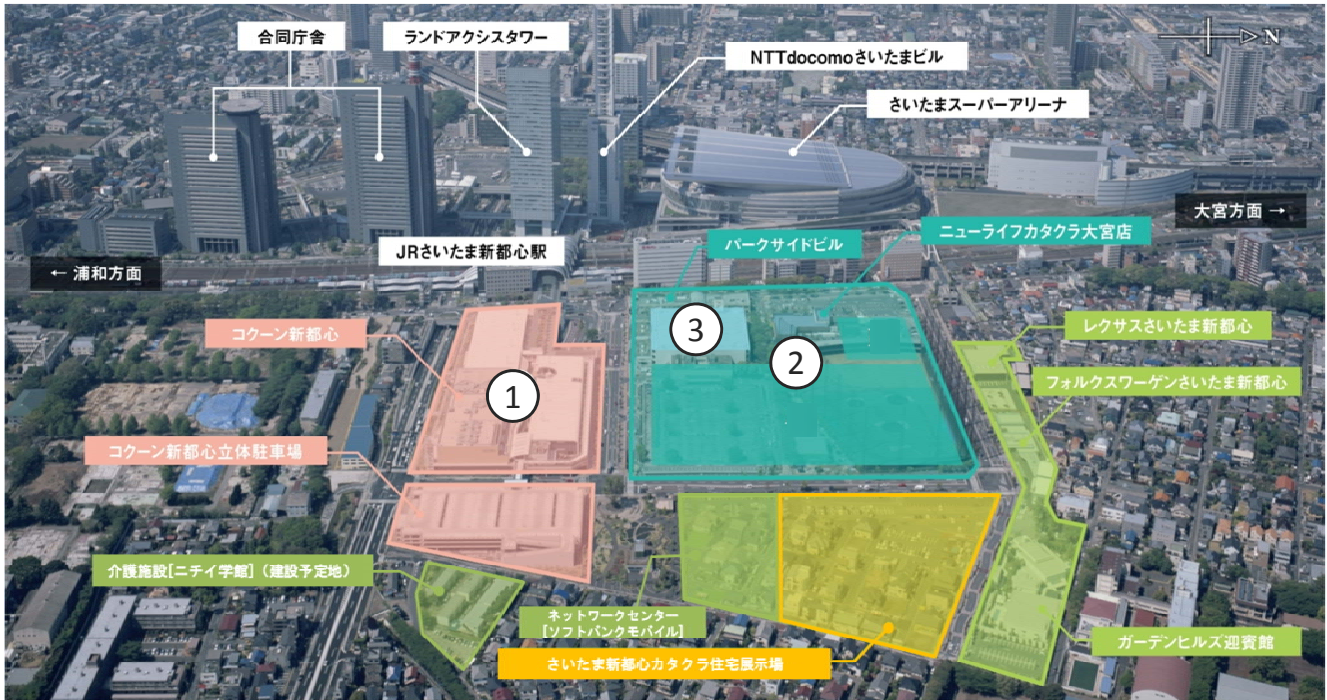 合同庁舎
ランドアクシスタワー
NTTdocomoさいたまビル
さいたまスーパーアリーナ
N
大宮方面 →
パークサイドビル
ニューライフカタクラ大宮店
JRさいたま新都心駅
← 浦和方面
コクーン新都心
3
2
レクサスさいたま新都心
フォルクスワーゲンさいたま新都心
1
コクーン新都心立体駐車場
介護施設[ニチイ学館]（建設予定地）
ネットワークセンター
[ソフトバンクモバイル]
さいたま新都心カタクラ住宅展示場
ガーデンヒルズ迎賓館